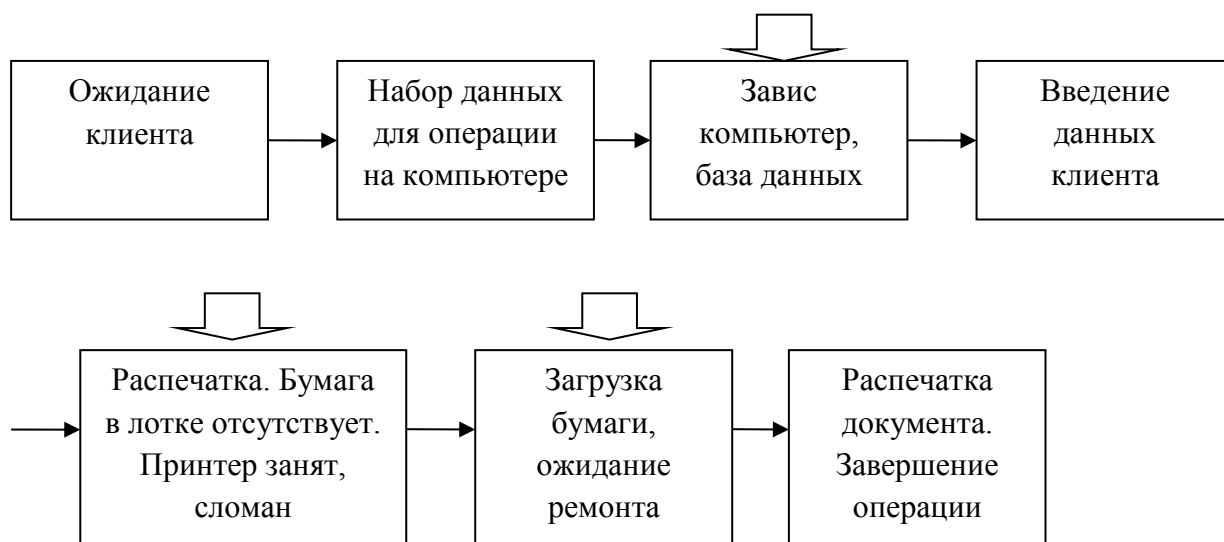 Ожидание
клиента
Набор данных
для операции
на компьютере
Завис
компьютер,
база данных
Введение
данных
клиента
Распечатка. Бумага
в лотке отсутствует.
Принтер занят,
сломан
Загрузка
бумаги,
ожидание
ремонта
Распечатка
документа.
Завершение
операции